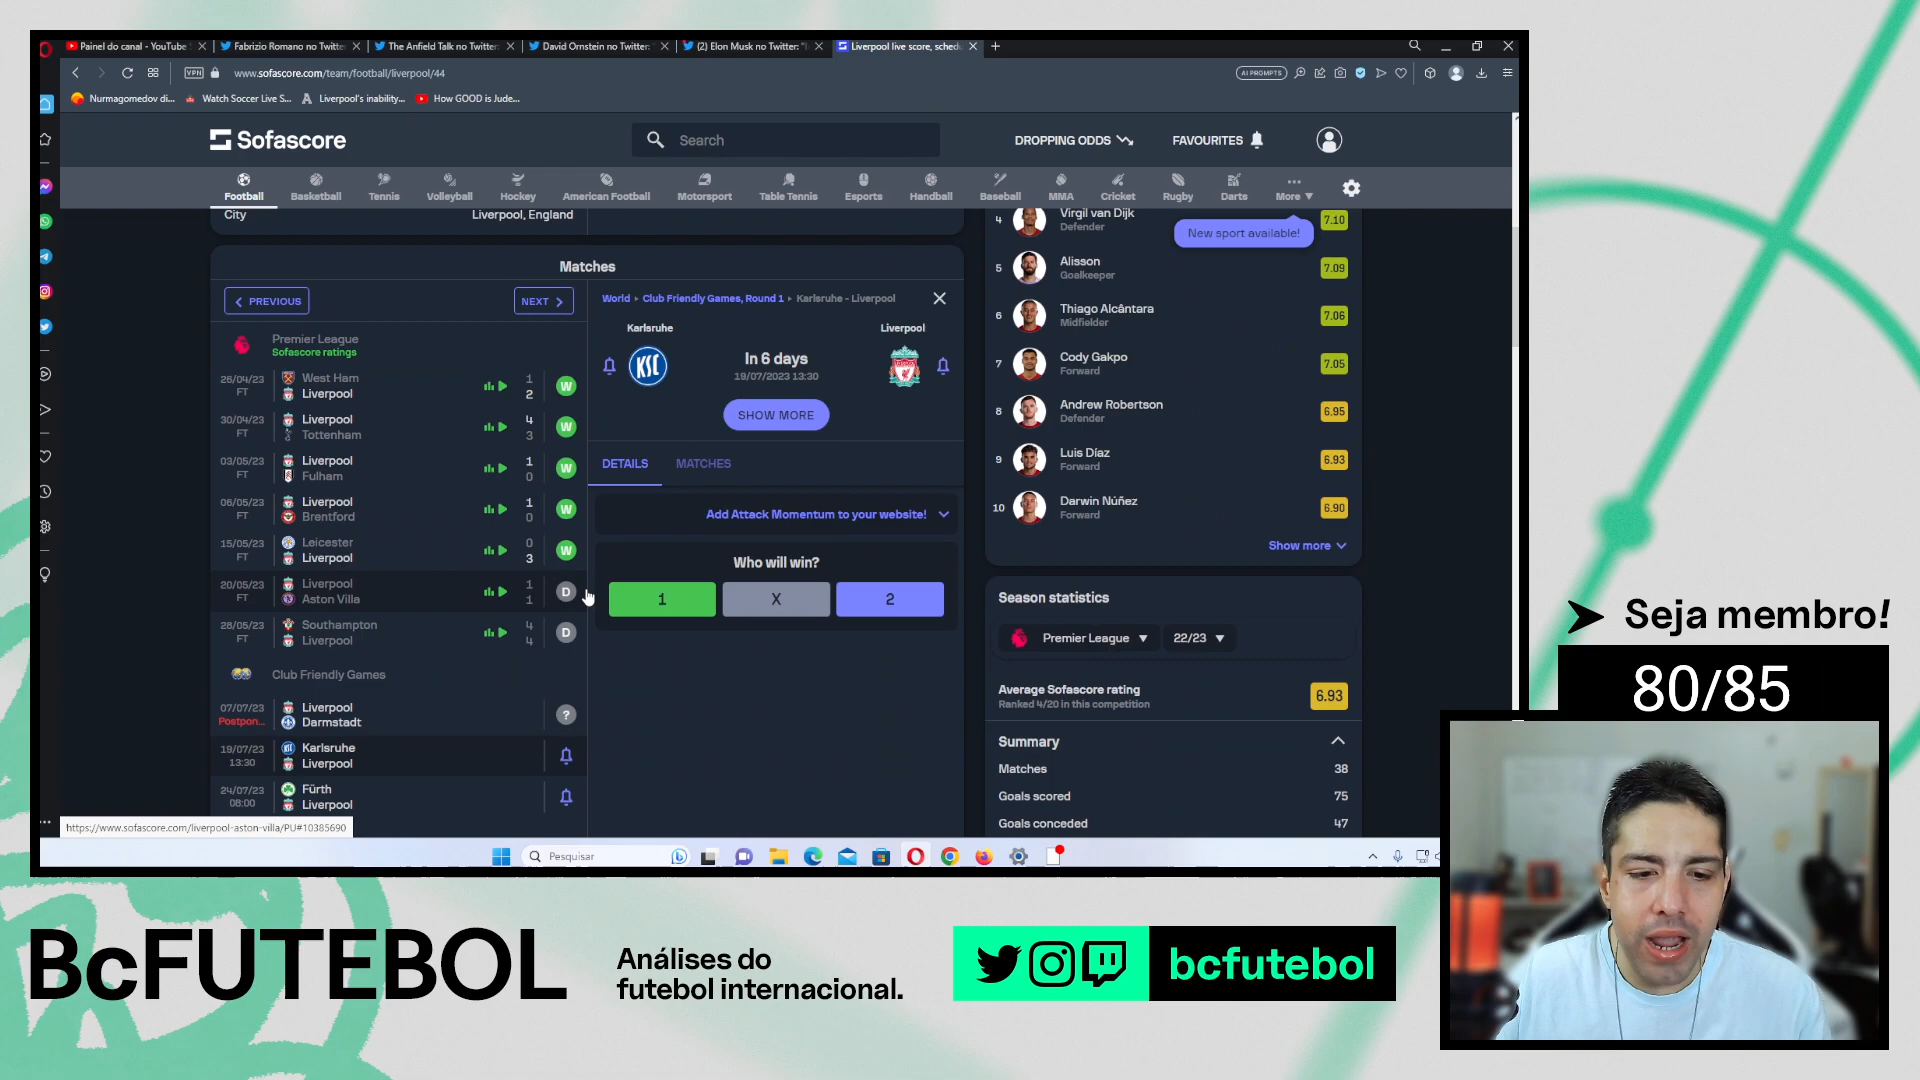 Painel do canal - YouTube
Fabrizio Romano no Twitter
The Anfield Talk no Twitter:
David Ornstein no Twitter: "
(2) Elon Musk no Twitter: "I
Liverpool live score, sched
VPN
www.sofascore.com/team/football/liverpool/44
AI PROMPTS
Nurmagomedov di...
Watch Soccer Live S...
Liverpool's inability...
How GOOD is Jude...
Sofascore
Search
DROPPING ODDS
FAVOURITES
Football
Basketball
Tennis
Volleyball
Hockey
American Football
Motorsport
Table Tennis
Esports
Handball
Baseball
MMA
Cricket
Rugby
Darts
More
New sport available!
City
Liverpool, England
Matches
PREVIOUS
NEXT
Premier League
Sofascore ratings
26/04/23 West Ham 1
FT Liverpool 2
W
30/04/23 Liverpool 4
FT Tottenham 3
W
03/05/23 Liverpool 1
FT Fulham 0
W
06/05/23 Liverpool 1
FT Brentford 0
W
15/05/23 Leicester 0
FT Liverpool 3
W
20/05/23 Liverpool 1
FT Aston Villa 1
D
28/05/23 Southampton 4
FT Liverpool 4
D
Club Friendly Games
07/07/23 Liverpool
Postpon... Darmstadt
?
19/07/23 Karlsruhe
13:30 Liverpool
24/07/23 Fürth
08:00 Liverpool
https://www.sofascore.com/liverpool-aston-villa/PU#10385690
World
Club Friendly Games, Round 1
Karlsruhe - Liverpool
Karlsruhe
Liverpool
KSC
In 6 days
19/07/2023 13:30
SHOW MORE
DETAILS
MATCHES
Add Attack Momentum to your website!
Who will win?
1
X
2
4 Virgil van Dijk 7.10
Defender
5 Alisson 7.09
Goalkeeper
6 Thiago Alcântara 7.06
Midfielder
7 Cody Gakpo 7.05
Forward
8 Andrew Robertson 6.95
Defender
9 Luis Díaz 6.93
Forward
10 Darwin Núñez 6.90
Forward
Show more
Season statistics
Premier League
22/23
Average Sofascore rating 6.93
Ranked 4/20 in this competition
Summary
Matches 38
Goals scored 75
Goals conceded 47
Pesquisar
Seja membro!
80/85
BcFUTEBOL
Análises do
futebol internacional.
bcfutebol